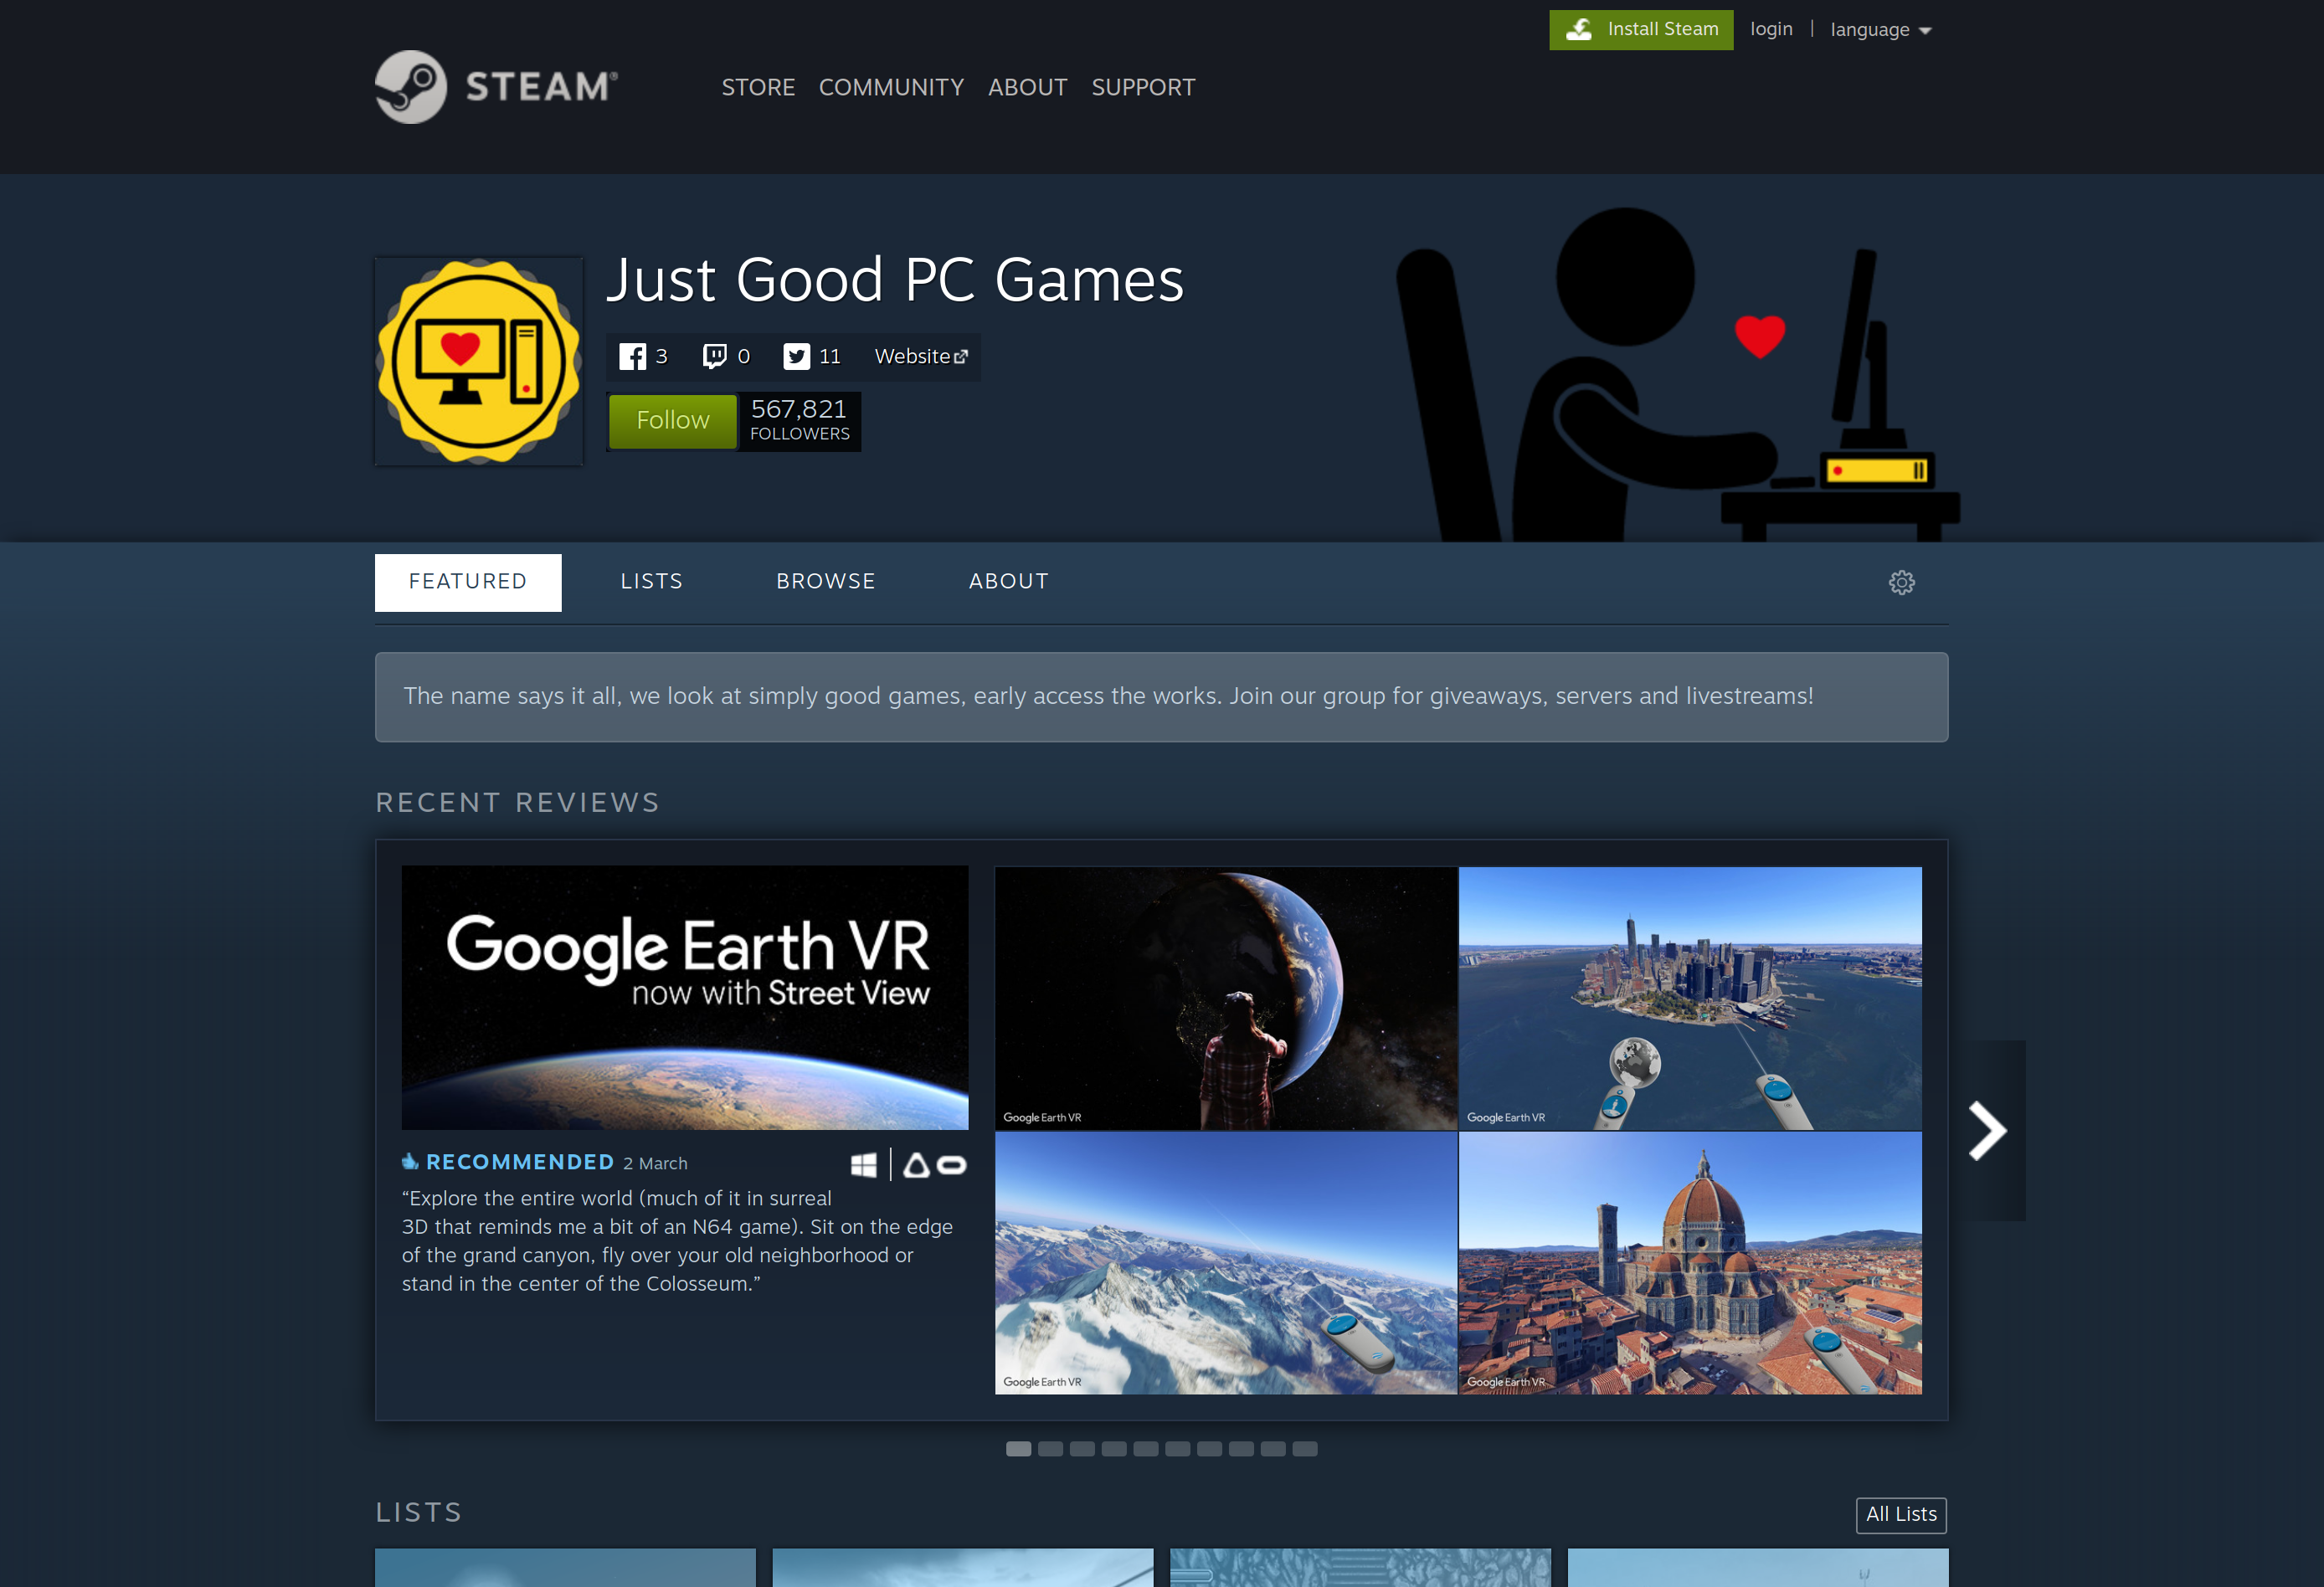 Install Steam login | language
STEAM®
STORE COMMUNITY ABOUT SUPPORT
Just Good PC Games
3 0 11 Website
Follow 567,821
FOLLOWERS
FEATURED LISTS BROWSE ABOUT
The name says it all, we look at simply good games, early access the works. Join our group for giveaways, servers and livestreams!
RECENT REVIEWS
Google Earth VR
now with Street View
Google Earth VR
Google Earth VR
RECOMMENDED 2 March
“Explore the entire world (much of it in surreal
3D that reminds me a bit of an N64 game). Sit on the edge
of the grand canyon, fly over your old neighborhood or
stand in the center of the Colosseum.”
Google Earth VR
Google Earth VR
LISTS
All Lists